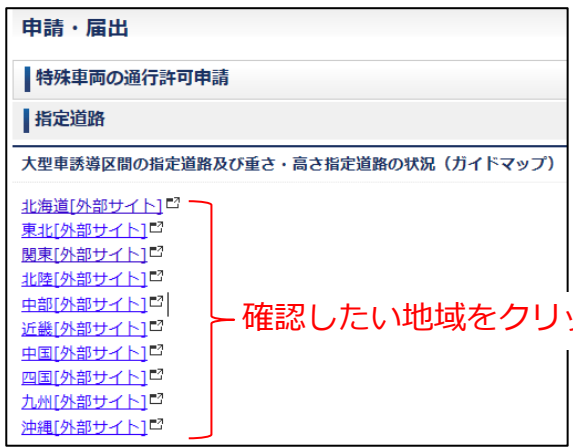 申請・届出
特殊車両の通行許可申請
指定道路
大型車誘導区間の指定道路及び重さ・高さ指定道路の状況（ガイドマップ）
北海道[外部サイト]
東北[外部サイト]
関東[外部サイト]
北陸[外部サイト]
中部[外部サイト]
近畿[外部サイト]
中国[外部サイト]
四国[外部サイト]
九州[外部サイト]
沖縄[外部サイト]
確認したい地域をクリッ